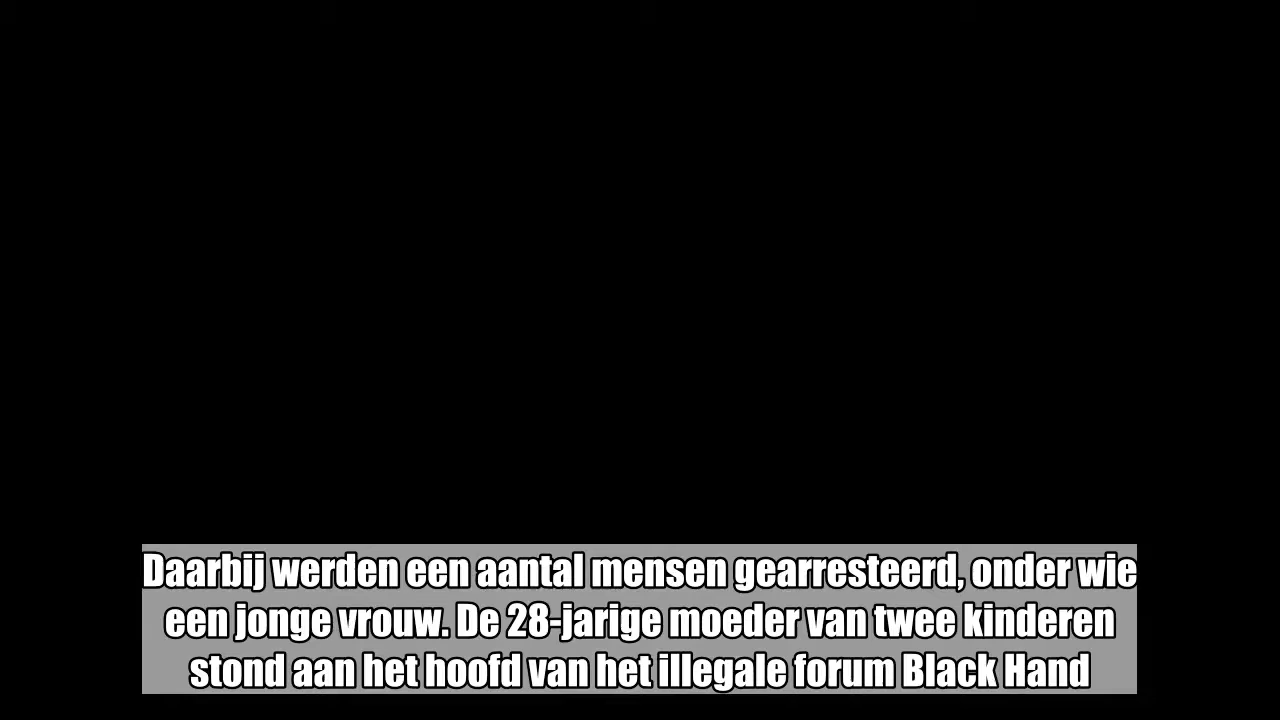 Daarbij werden een aantal mensen gearresteerd, onder wie
een jonge vrouw. De 28-jarige moeder van twee kinderen
stond aan het hoofd van het illegale forum Black Hand